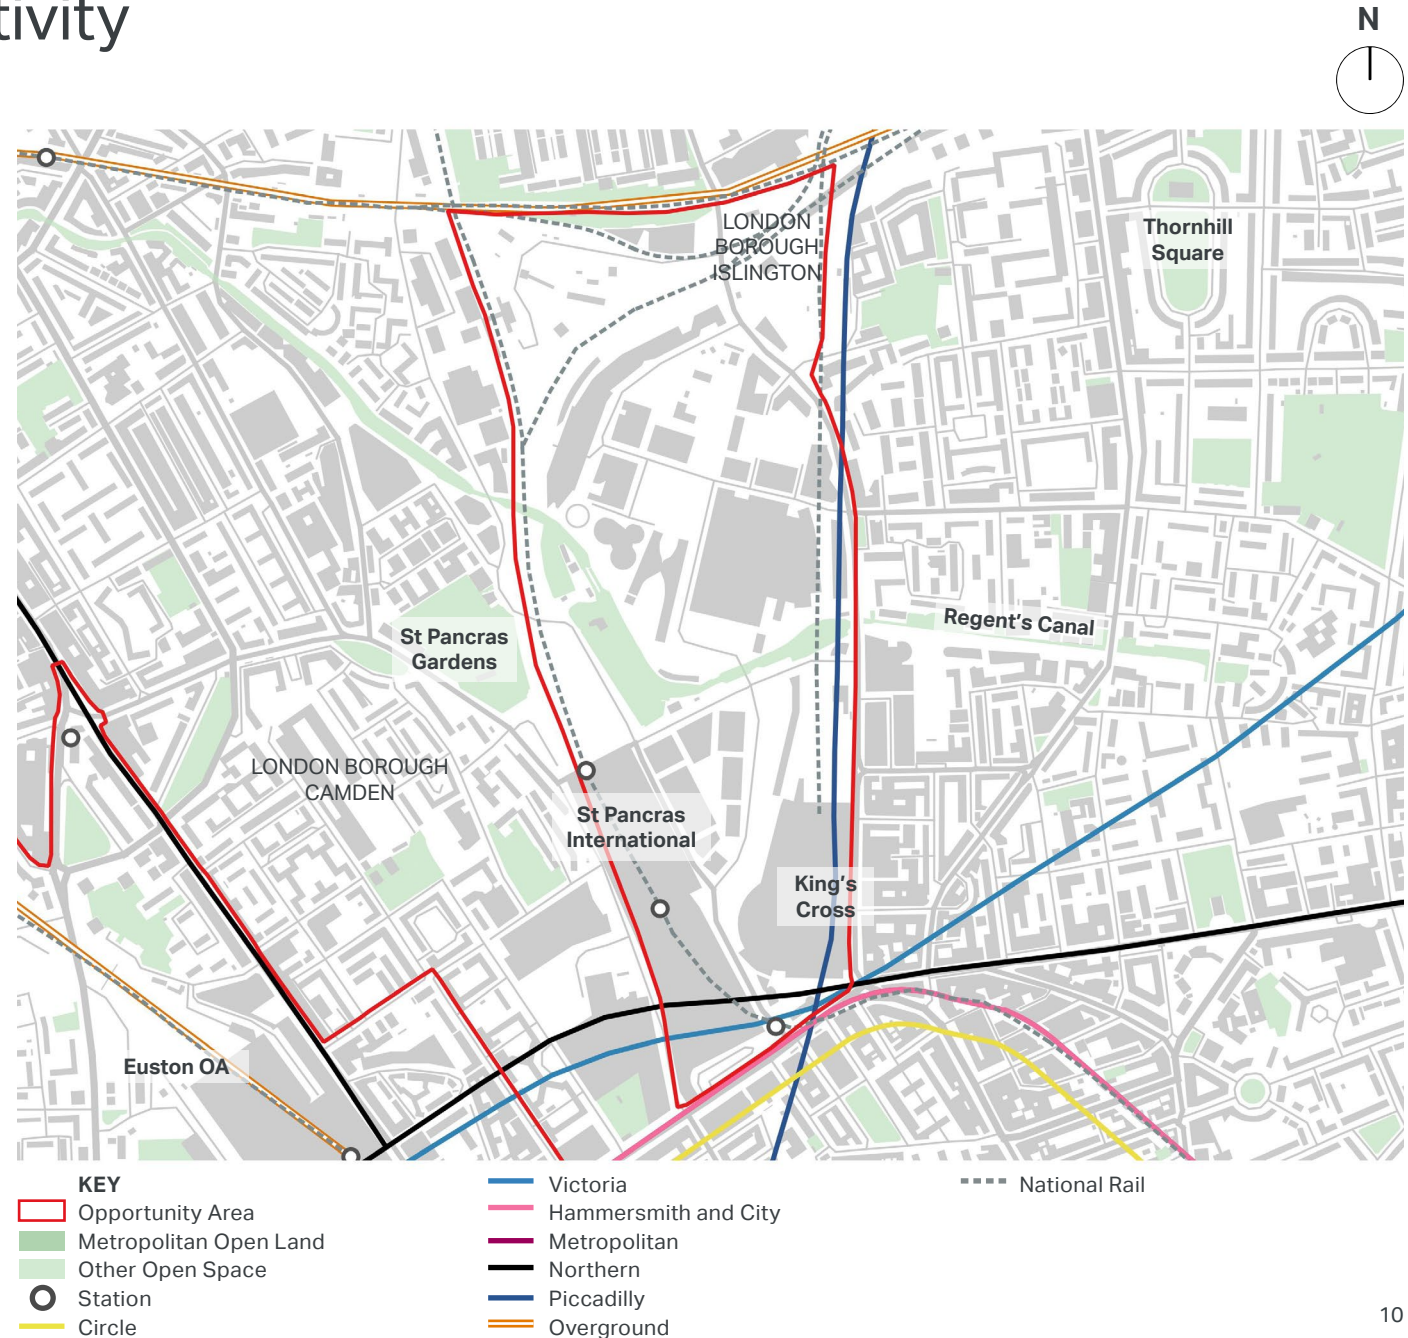 tivity
N
LONDON
BOROUGH
ISLINGTON
Thornhill
Square
St Pancras
Gardens
Regent's Canal
LONDON BOROUGH
CAMDEN
St Pancras
International
King's
Cross
Euston OA
KEY
Opportunity Area
Metropolitan Open Land
Other Open Space
Station
Circle
Victoria
Hammersmith and City
Metropolitan
Northern
Piccadilly
Overground
National Rail
10